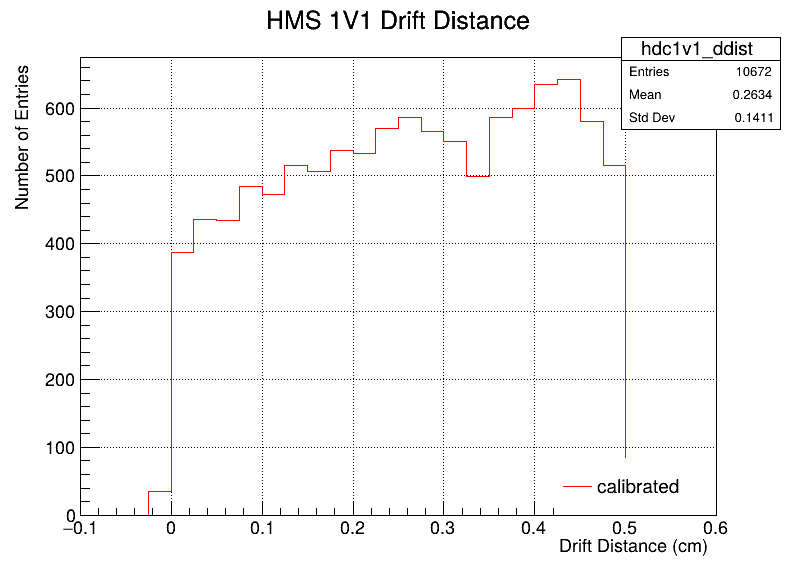 HMS 1V1 Drift Distance
hdc1v1_ddist
Entries 10672
Mean 0.2634
Std Dev 0.1411
Number of Entries
600
500
400
300
200
100
0
−0.1 0 0.1 0.2 0.3 0.4 0.5 0.6
calibrated
Drift Distance (cm)